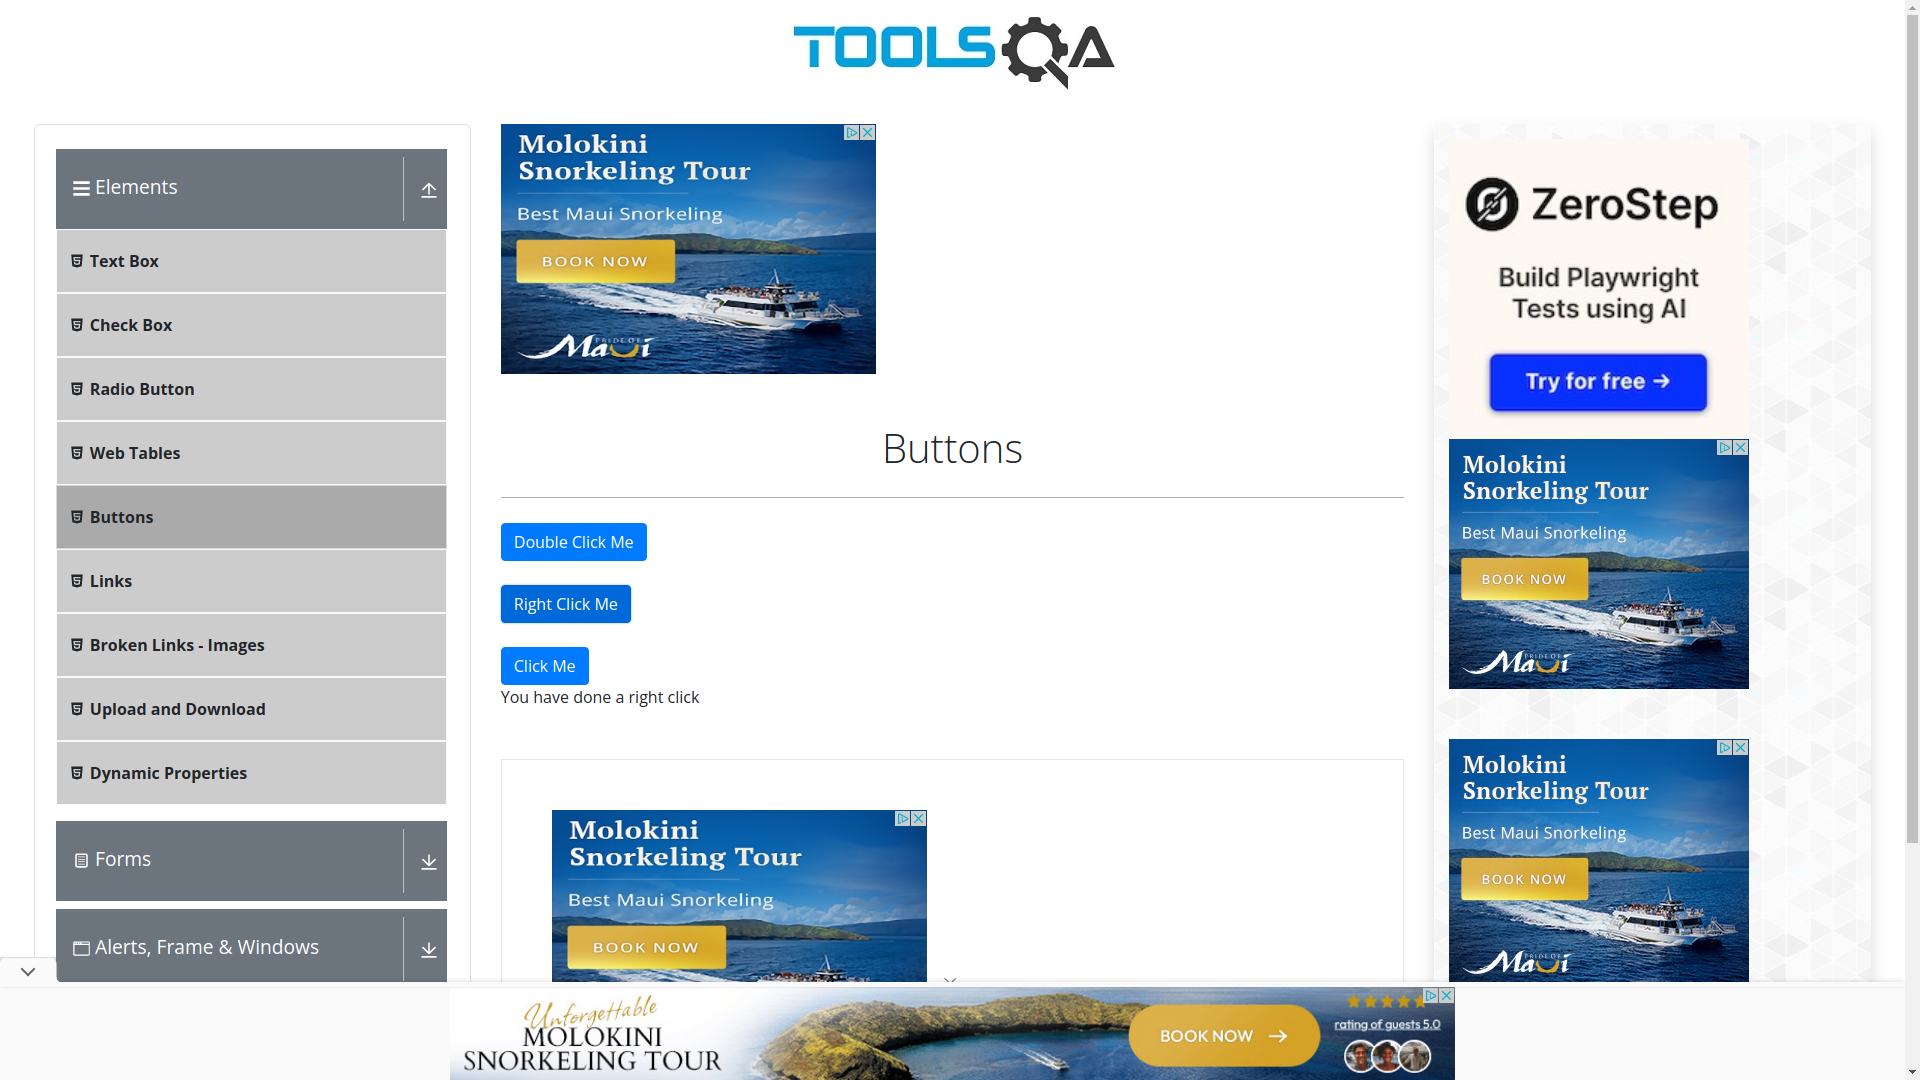 TOOLSQA
Elements
Text Box
Check Box
Radio Button
Web Tables
Buttons
Links
Broken Links - Images
Upload and Download
Dynamic Properties
Forms
Alerts, Frame & Windows
Molokini
Snorkeling Tour
Best Maui Snorkeling
BOOK NOW
PRIDE OF
Maui
Buttons
Double Click Me
Right Click Me
Click Me
You have done a right click
Molokini
Snorkeling Tour
Best Maui Snorkeling
BOOK NOW
ZeroStep
Build Playwright
Tests using AI
Try for free →
Molokini
Snorkeling Tour
Best Maui Snorkeling
BOOK NOW
PRIDE OF
Maui
Molokini
Snorkeling Tour
Best Maui Snorkeling
BOOK NOW
PRIDE OF
Maui
Unforgettable
MOLOKINI
SNORKELING TOUR
BOOK NOW →
rating of guests 5.0